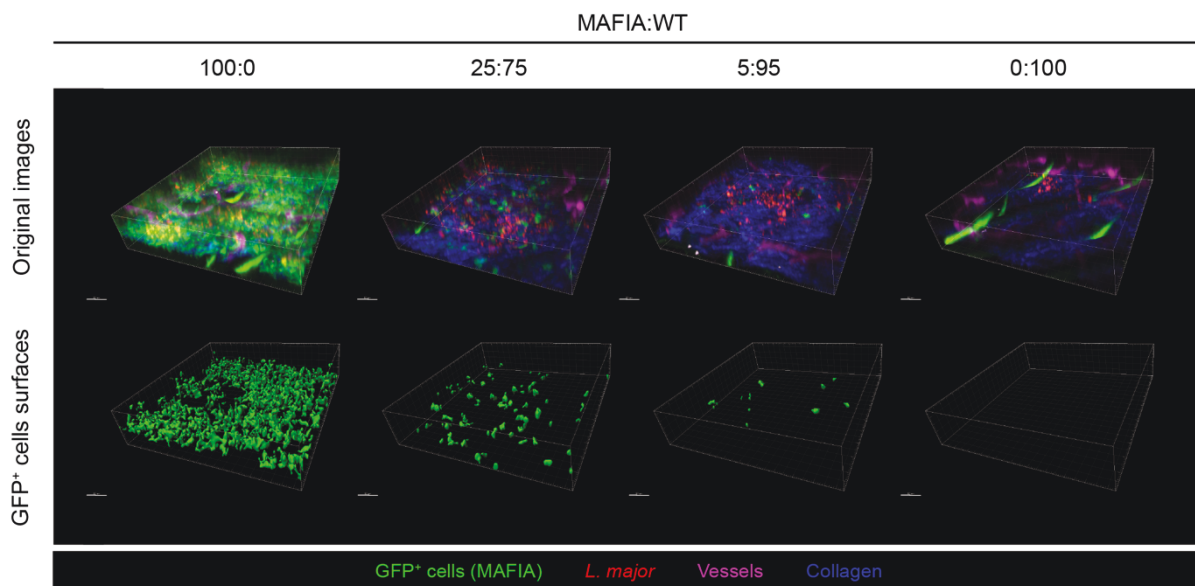 MAFIA:WT
100:0 25:75 5:95 0:100
Original images
GFP⁺ cells surfaces
GFP⁺ cells (MAFIA) L. major Vessels Collagen